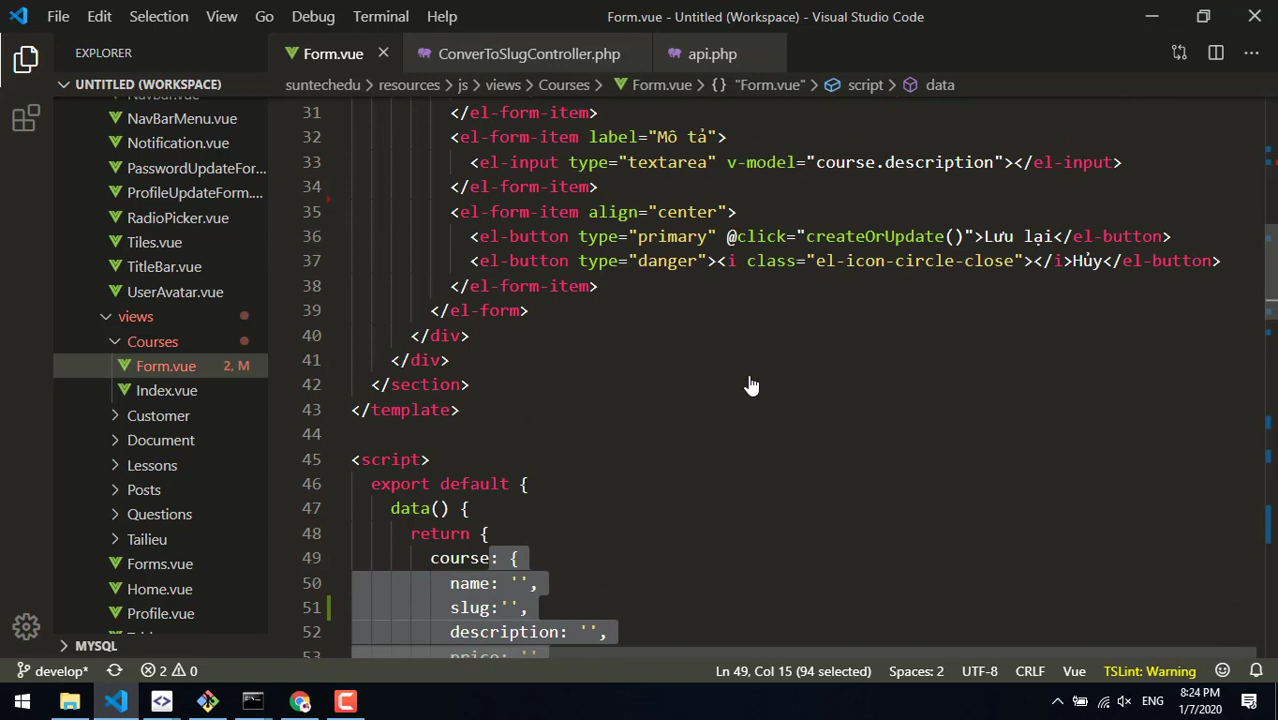 File Edit Selection View Go Debug Terminal Help Form.vue - Untitled (Workspace) - Visual Studio Code
EXPLORER Form.vue ConverToSlugController.php api.php
UNTITLED (WORKSPACE) suntechedu > resources > js > views > Courses > Form.vue > {} "Form.vue" > script > data
NavBarMenu.vue
Notification.vue
PasswordUpdateFor...
ProfileUpdateForm....
RadioPicker.vue
Tiles.vue
TitleBar.vue
UserAvatar.vue
views
Courses
Form.vue 2, M
Index.vue
Customer
Document
Lessons
Posts
Questions
Tailieu
Forms.vue
Home.vue
Profile.vue
MYSQL
31 </el-form-item>
32 <el-form-item label="Mô tả">
33 <el-input type="textarea" v-model="course.description"></el-input>
34 </el-form-item>
35 <el-form-item align="center">
36 <el-button type="primary" @click="createOrUpdate()">Lưu lại</el-button>
37 <el-button type="danger"><i class="el-icon-circle-close"></i>Hủy</el-button>
38 </el-form-item>
39 </el-form>
40 </div>
41 </div>
42 </section>
43 </template>
44
45 <script>
46 export default {
47 data() {
48 return {
49 course: {
50 name: '',
51 slug:'',
52 description: '',
53 price: ''
develop* 2 0 Ln 49, Col 15 (94 selected) Spaces: 2 UTF-8 CRLF Vue TSLint: Warning
ENG 8:24 PM
1/7/2020